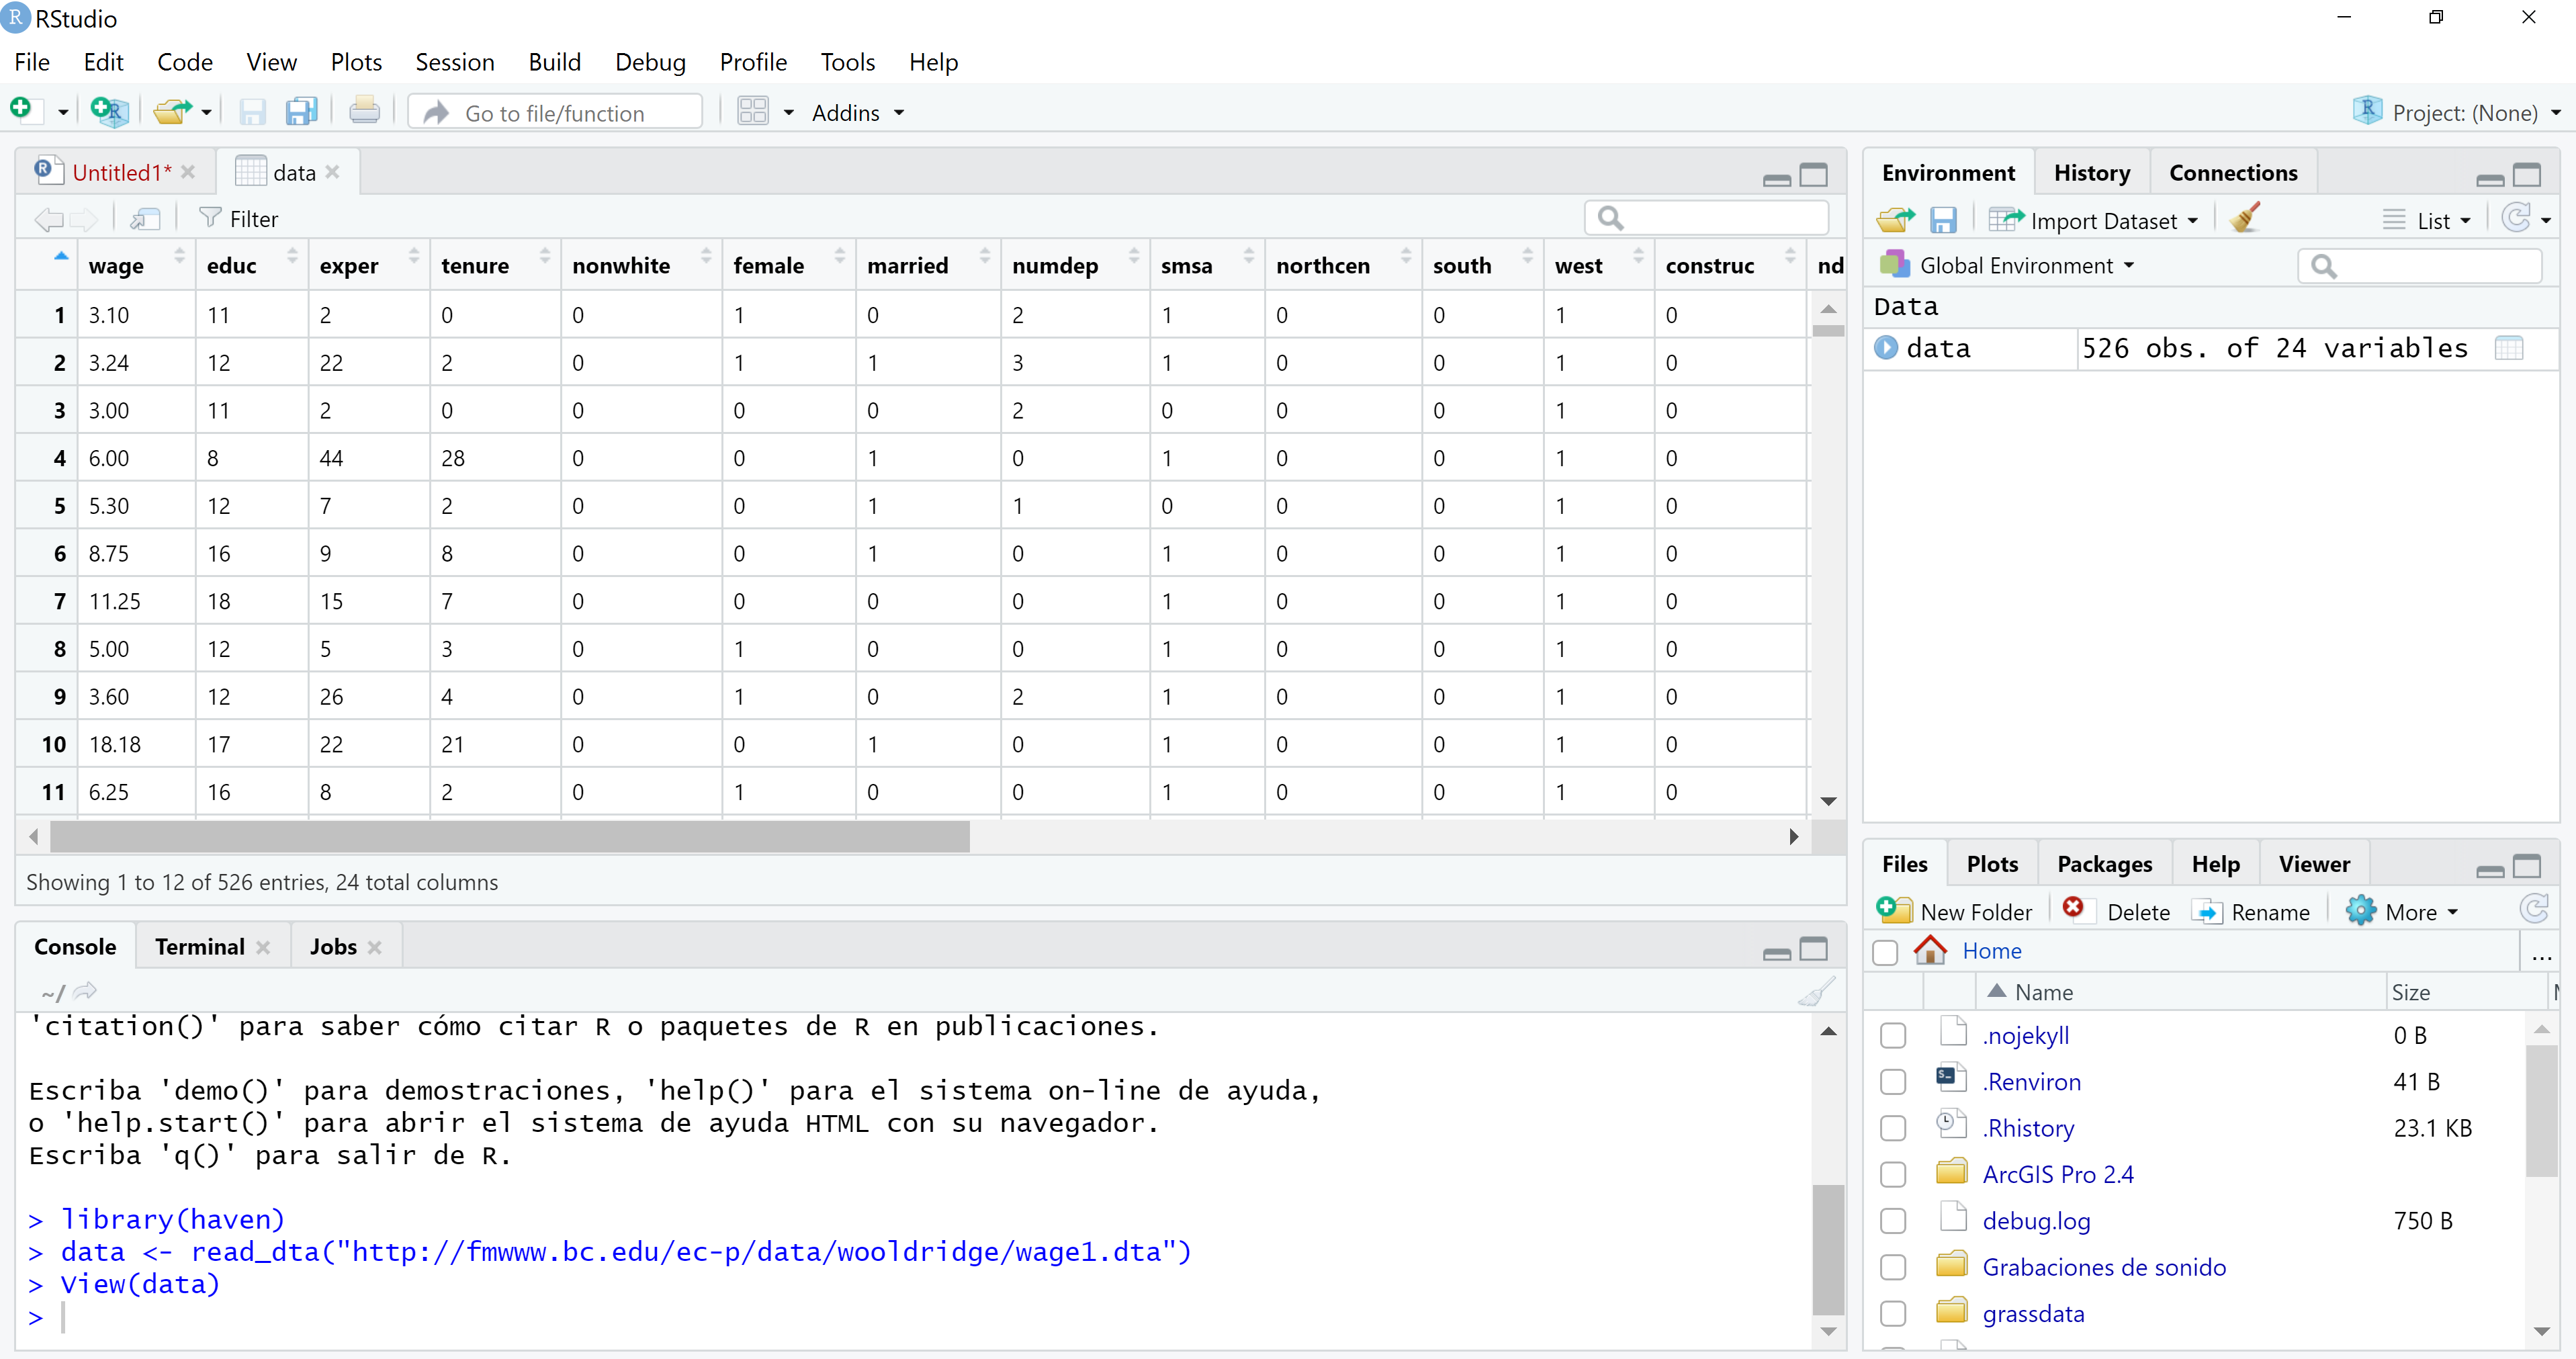 R RStudio
File Edit Code View Plots Session Build Debug Profile Tools Help
Go to file/function Addins Project: (None)
Untitled1* data
Filter
wage educ exper tenure nonwhite female married numdep smsa northcen south west construc nd
1 3.10 11 2 0 0 1 0 2 1 0 0 1 0
2 3.24 12 22 2 0 1 1 3 1 0 0 1 0
3 3.00 11 2 0 0 0 0 2 0 0 0 1 0
4 6.00 8 44 28 0 0 1 0 1 0 0 1 0
5 5.30 12 7 2 0 0 1 1 0 0 0 1 0
6 8.75 16 9 8 0 0 1 0 1 0 0 1 0
7 11.25 18 15 7 0 0 0 0 1 0 0 1 0
8 5.00 12 5 3 0 1 0 0 1 0 0 1 0
9 3.60 12 26 4 0 1 0 2 1 0 0 1 0
10 18.18 17 22 21 0 0 1 0 1 0 0 1 0
11 6.25 16 8 2 0 1 0 0 1 0 0 1 0
Showing 1 to 12 of 526 entries, 24 total columns
Console Terminal Jobs
~/
'citation()' para saber cómo citar R o paquetes de R en publicaciones.
Escriba 'demo()' para demostraciones, 'help()' para el sistema on-line de ayuda,
o 'help.start()' para abrir el sistema de ayuda HTML con su navegador.
Escriba 'q()' para salir de R.
> library(haven)
> data <- read_dta("http://fmwww.bc.edu/ec-p/data/wooldridge/wage1.dta")
> View(data)
>
Environment History Connections
Import Dataset List
Global Environment
Data
data 526 obs. of 24 variables
Files Plots Packages Help Viewer
New Folder Delete Rename More
Home ...
Name Size
.nojekyll 0 B
.Renviron 41 B
.Rhistory 23.1 KB
ArcGIS Pro 2.4
debug.log 750 B
Grabaciones de sonido
grassdata